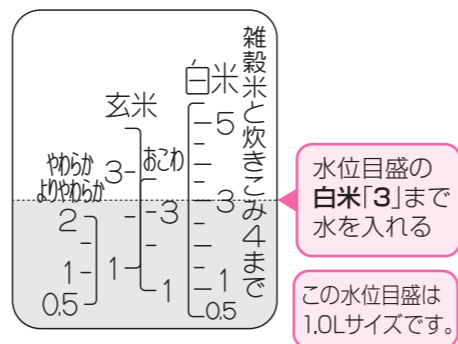 雑穀米と炊きこみ4まで
白米
5
3
1
0.5
おこわ
3
1
玄米
3
1
やわらか
よりやわらか
2
1
0.5
水位目盛の
白米「3」まで
水を入れる
この水位目盛は
1.0Lサイズです。